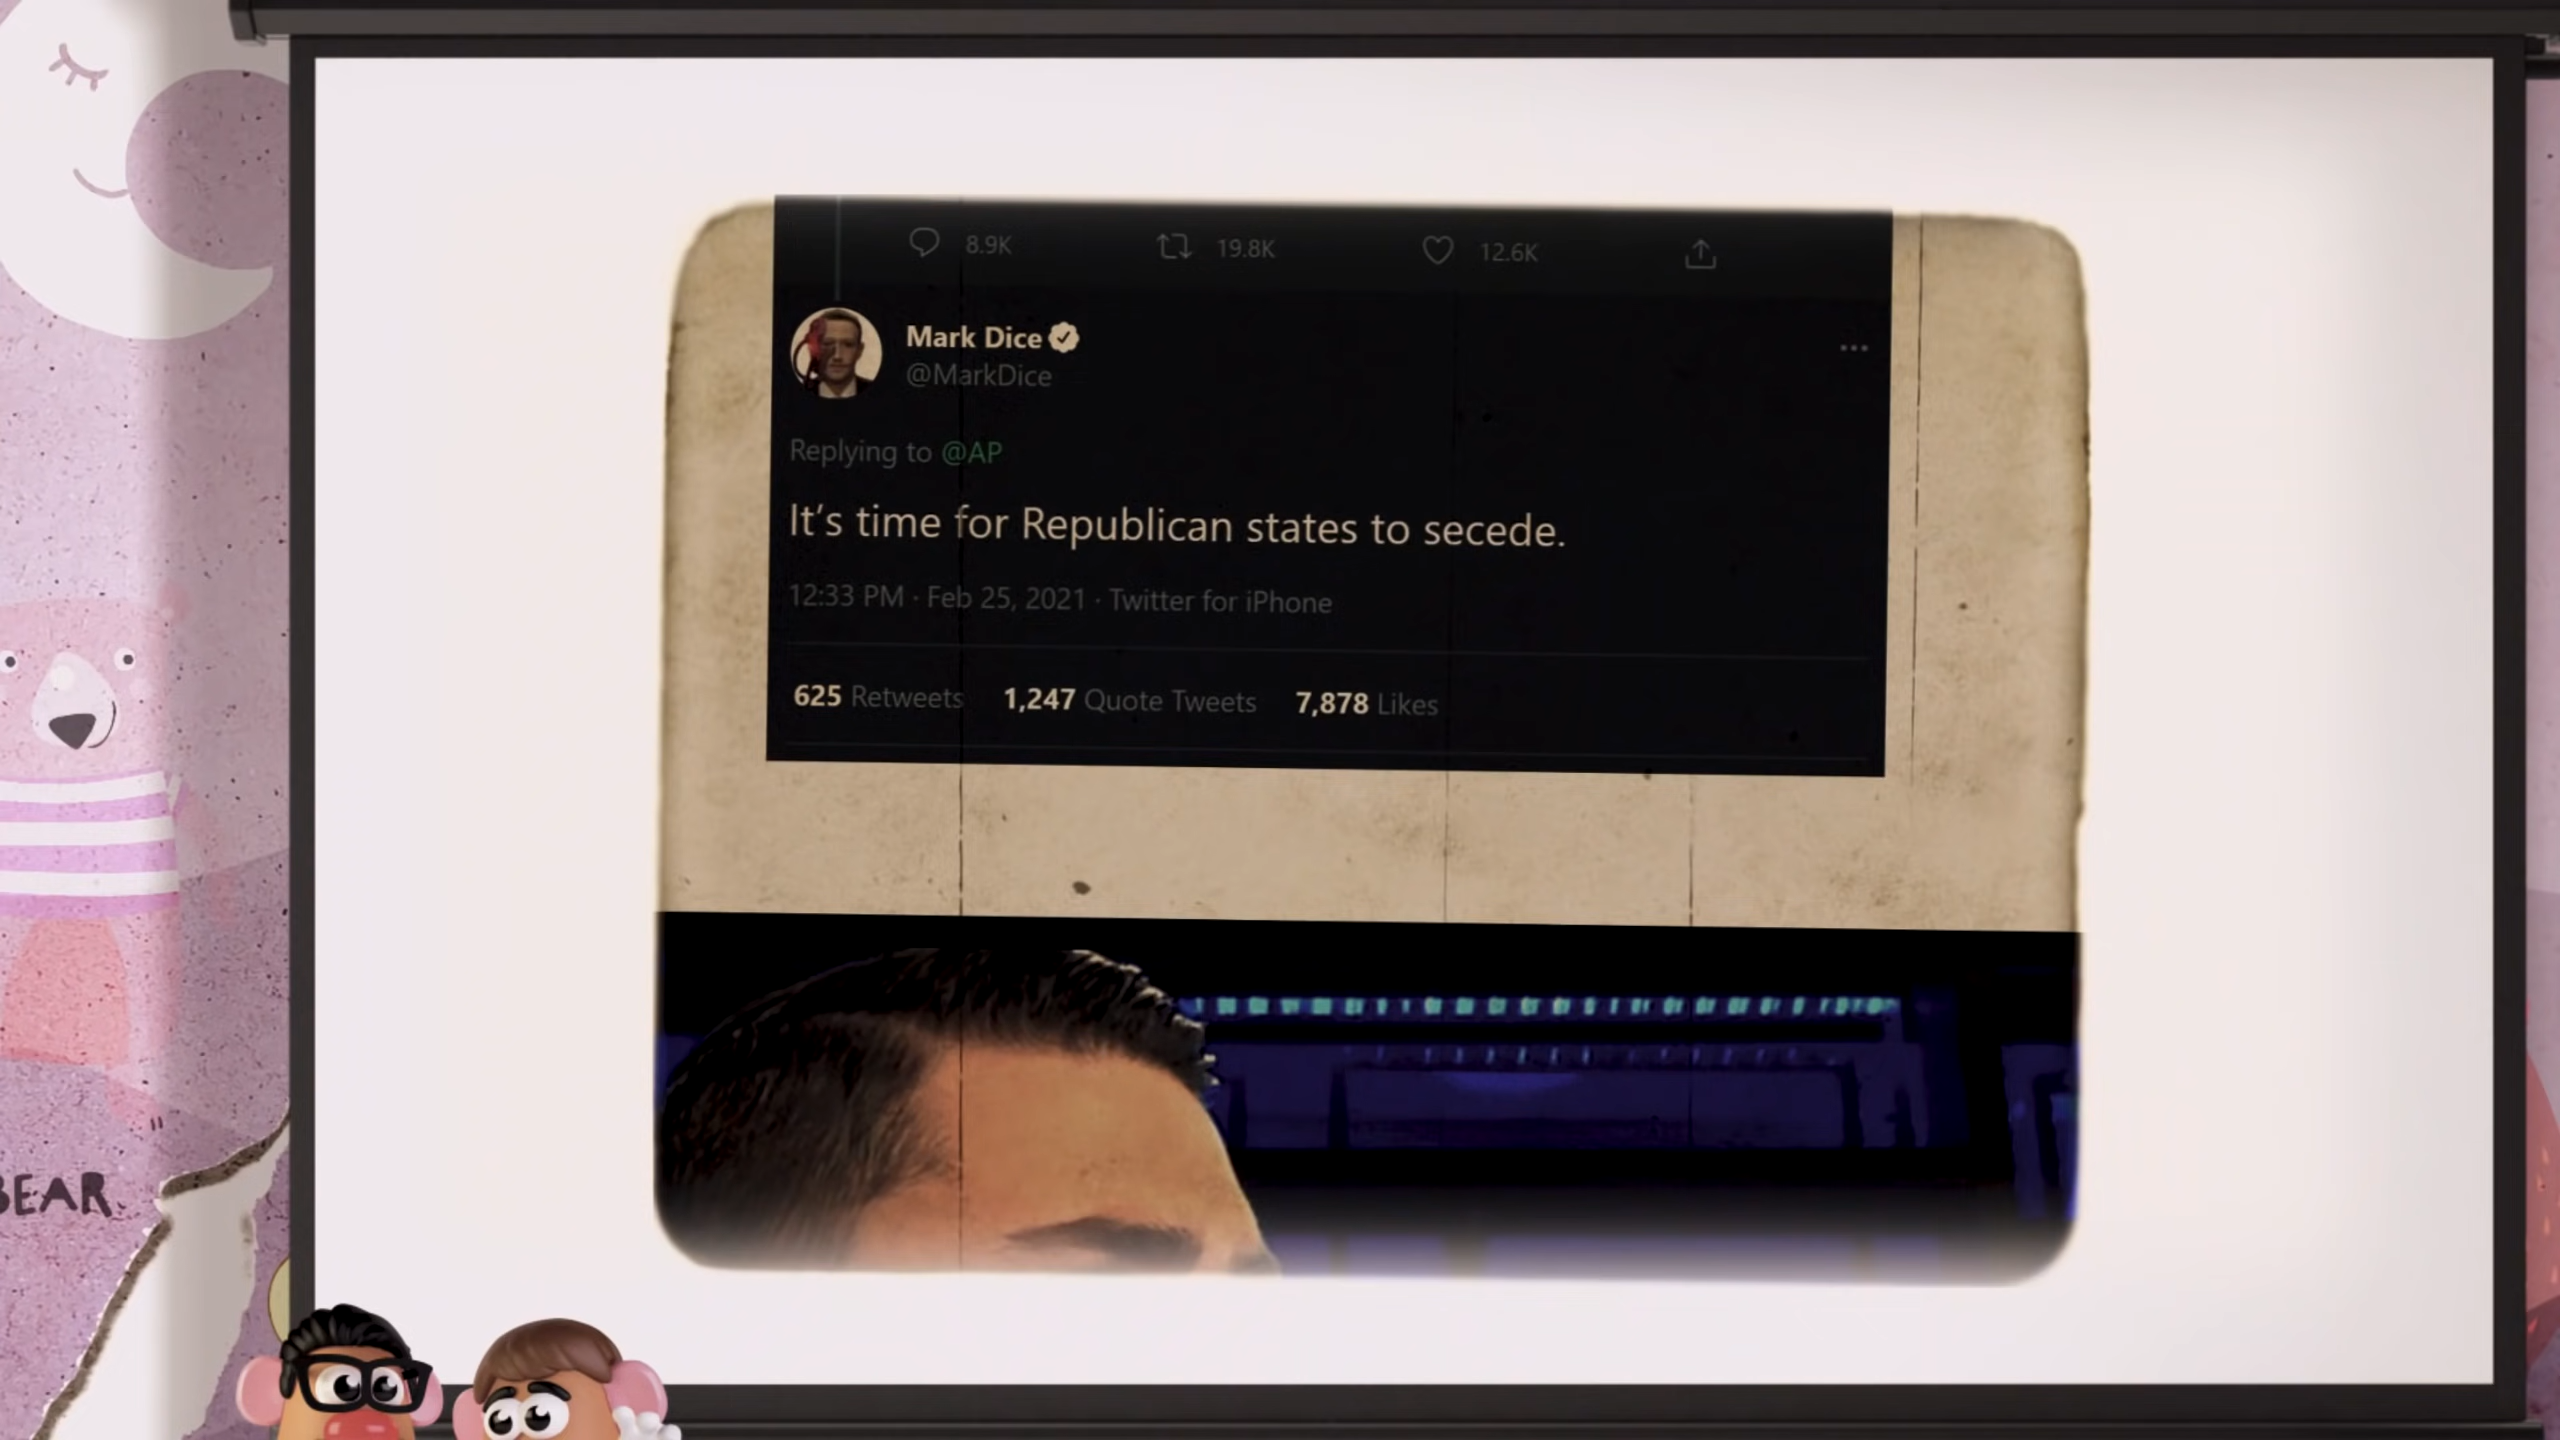 8.9K 19.8K 12.6K
Mark Dice
@MarkDice
Replying to @AP
It's time for Republican states to secede.
12:33 PM · Feb 25, 2021 · Twitter for iPhone
625 Retweets 1,247 Quote Tweets 7,878 Likes
BEAR